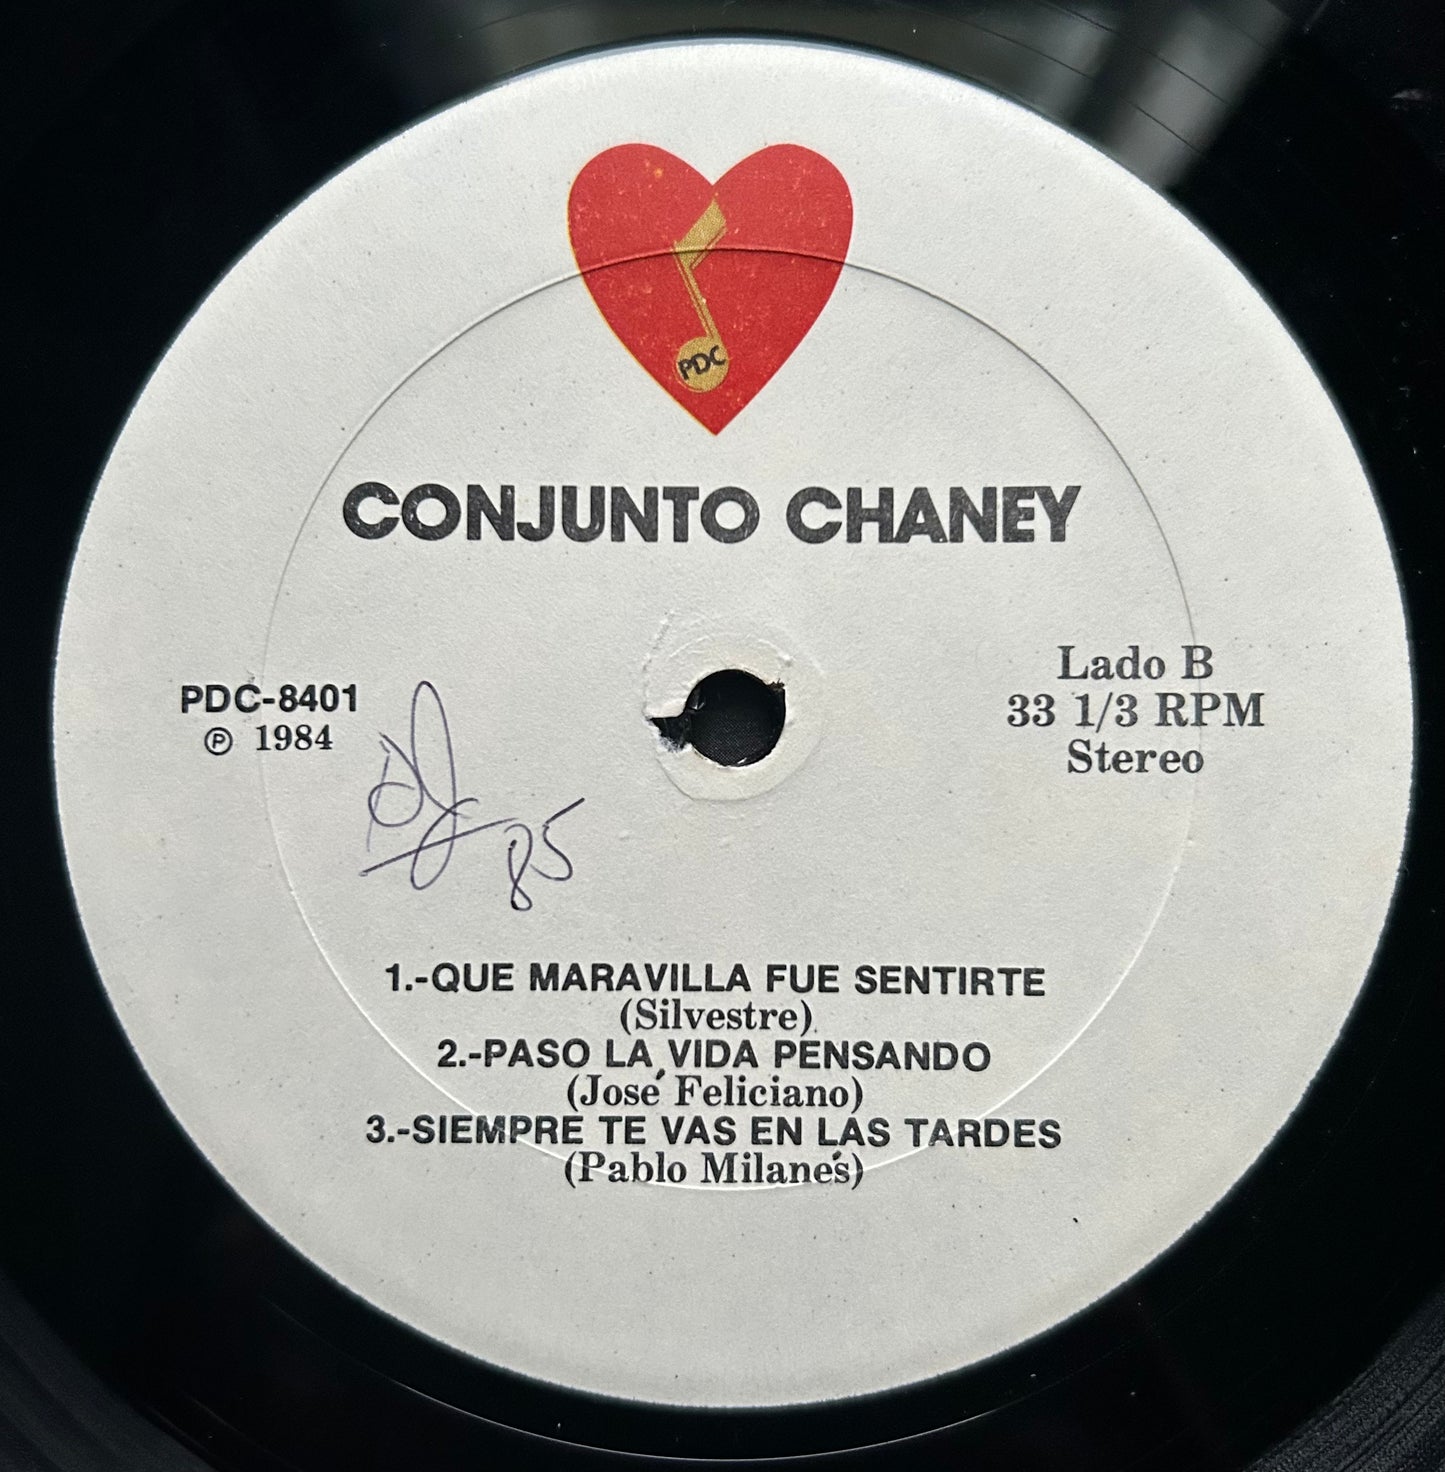 PDC
CONJUNTO CHANEY
PDC-8401
℗ 1984
Lado B
33 1/3 RPM
Stereo
85
1.-QUE MARAVILLA FUE SENTIRTE
(Silvestre)
2.-PASO LA VIDA PENSANDO
(José Feliciano)
3.-SIEMPRE TE VAS EN LAS TARDES
(Pablo Milanés)